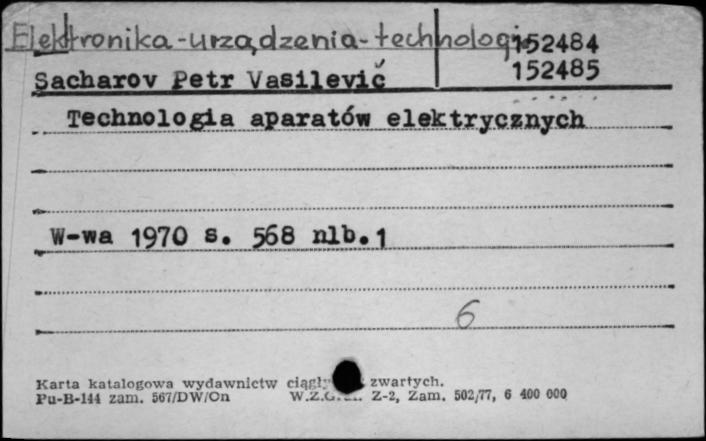 Elektronika-urządzenia-technologia 152484
Sacharov Petr Vasilevič 152485
Technologia aparatów elektrycznych
W-wa 1970 s. 568 nlb.1
6
Karta katalogowa wydawnictw zwartych.
Pu-B-144 zam. 567/DW/On Z-2, Zam. 502/77, 6 400 000